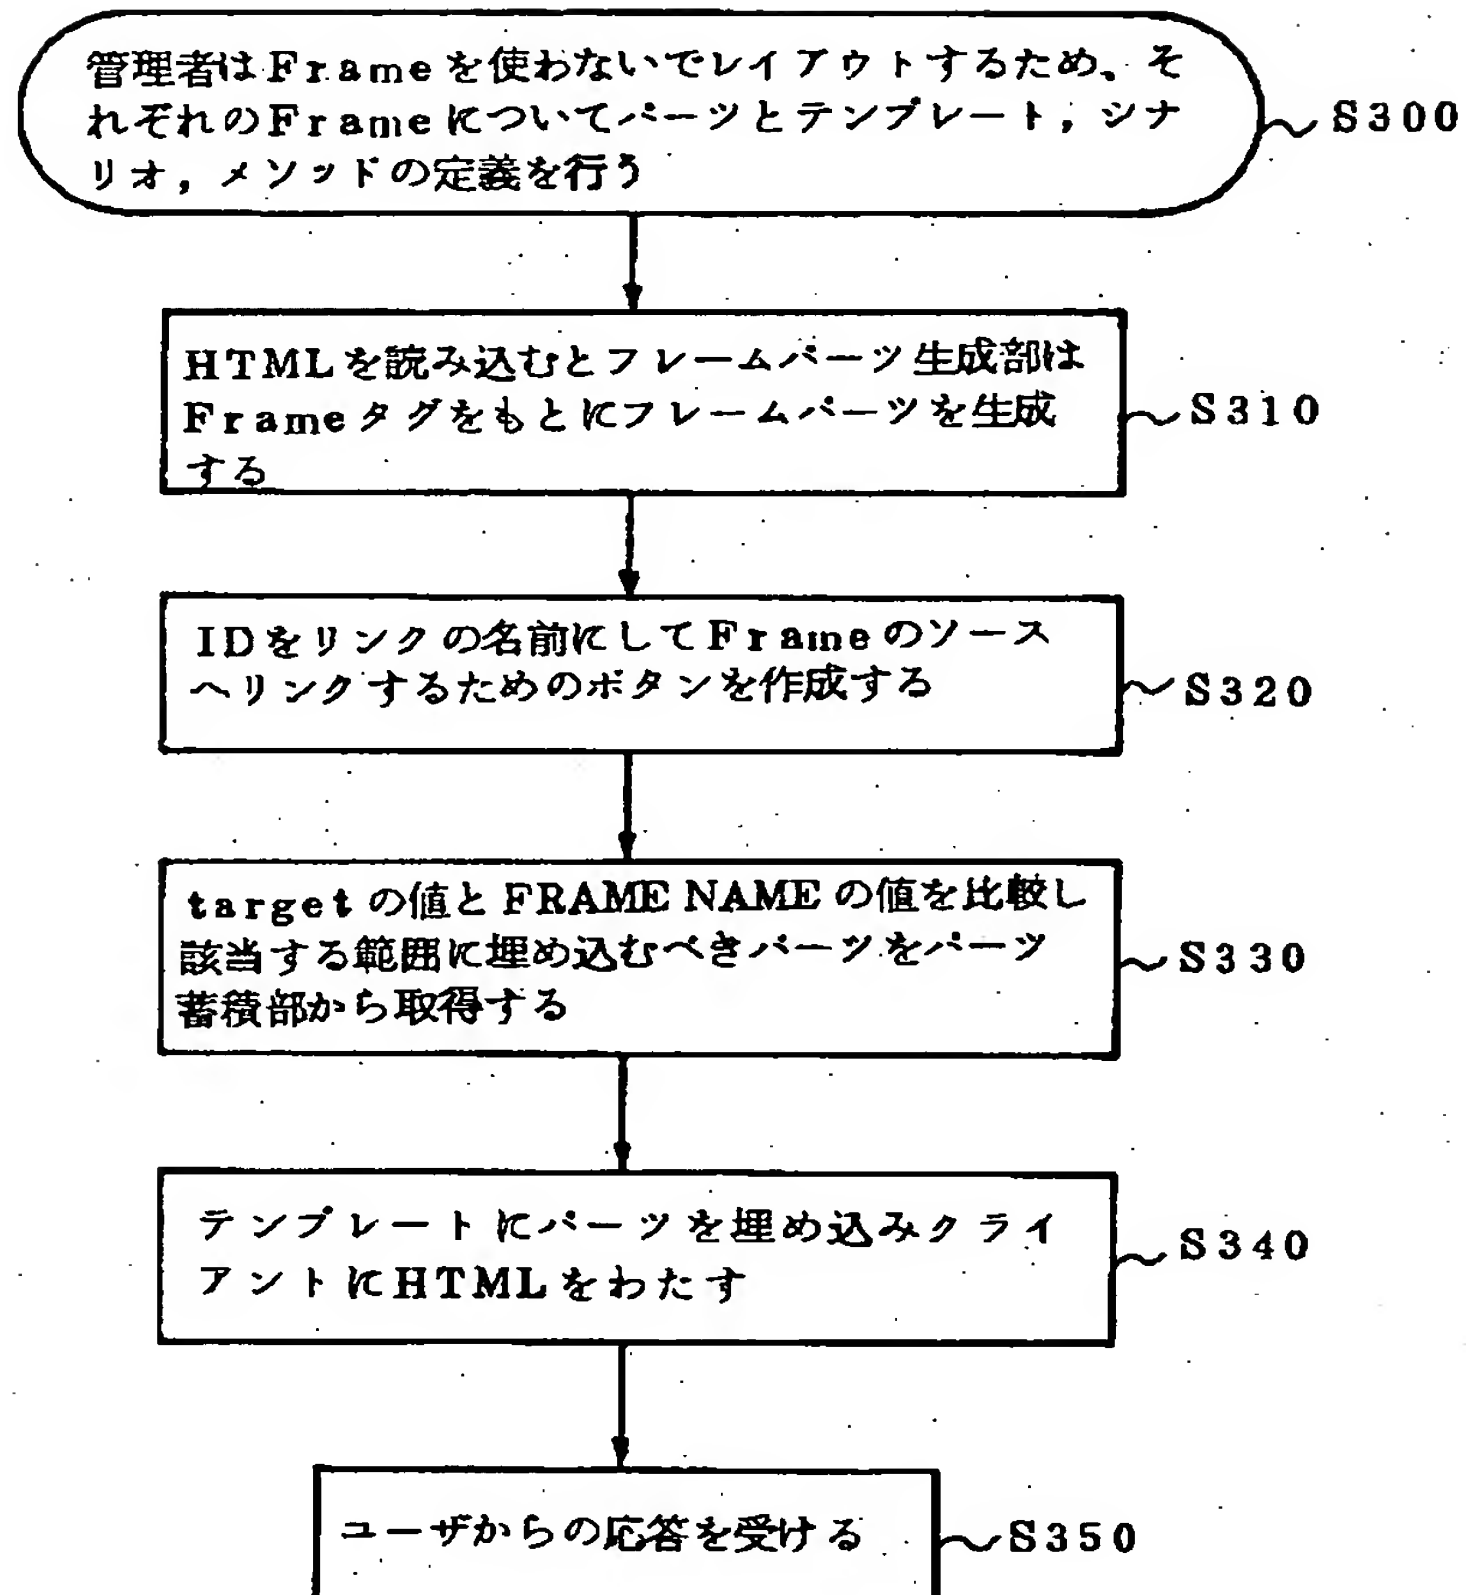 管理者はFrameを使わないでレイアウトするため、そ
れぞれのFrameについてパーツとテンプレート，シナ
リオ，メソッドの定義を行う
S300
HTMLを読み込むとフレームパーツ生成部は
Frameタグをもとにフレームパーツを生成
する
S310
IDをリンクの名前にしてFrameのソース
へリンクするためのボタンを作成する
S320
targetの値とFRAME NAMEの値を比較し
該当する範囲に埋め込むべきパーツをパーツ
蓄積部から取得する
S330
テンプレートにパーツを埋め込みクライ
アントにHTMLをわたす
S340
ユーザからの応答を受ける
S350